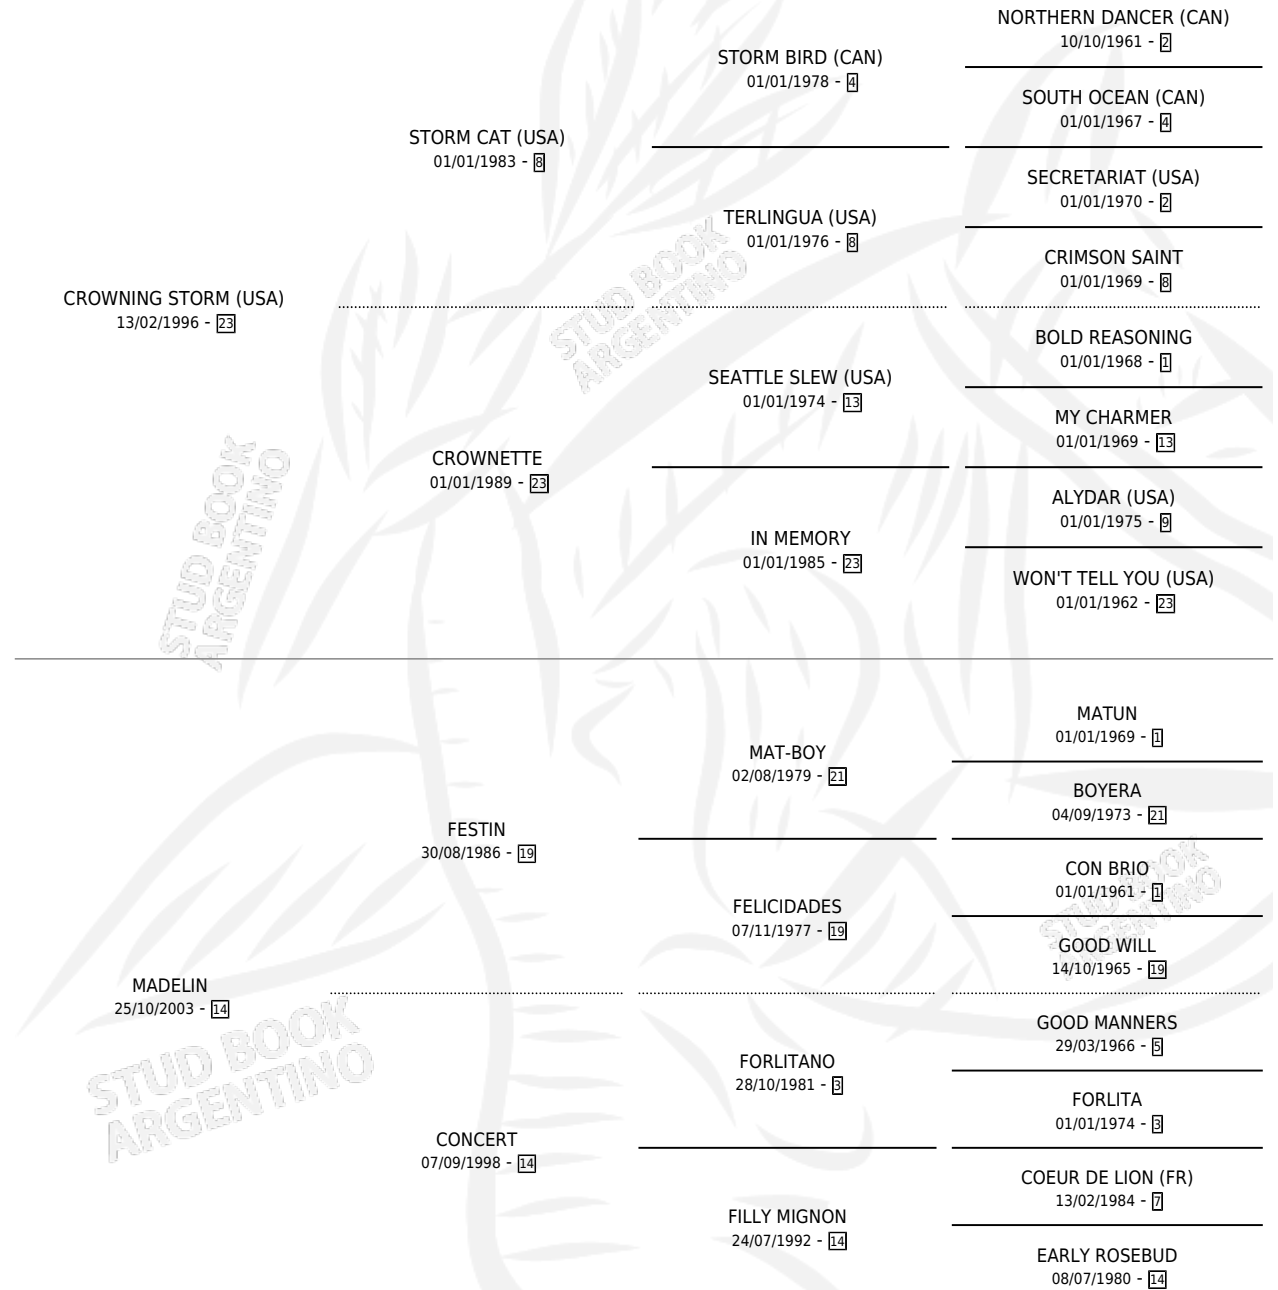 NORTHERN DANCER (CAN)
10/10/1961 - 2
STORM BIRD (CAN)
01/01/1978 - 4
SOUTH OCEAN (CAN)
01/01/1967 - 4
STORM CAT (USA)
01/01/1983 - 8
SECRETARIAT (USA)
01/01/1970 - 2
TERLINGUA (USA)
01/01/1976 - 8
CRIMSON SAINT
01/01/1969 - 8
CROWNING STORM (USA)
13/02/1996 - 23
STUD BOOK
ARGENTINO
BOLD REASONING
01/01/1968 - 1
SEATTLE SLEW (USA)
01/01/1974 - 13
MY CHARMER
01/01/1969 - 13
CROWNETTE
01/01/1989 - 23
ALYDAR (USA)
01/01/1975 - 9
IN MEMORY
01/01/1985 - 23
WON'T TELL YOU (USA)
01/01/1962 - 23
STUD BOOK
ARGENTINO
MATUN
01/01/1969 - 1
MAT-BOY
02/08/1979 - 21
BOYERA
04/09/1973 - 21
FESTIN
30/08/1986 - 19
CON BRIO
01/01/1961 - 1
STUD BOOK
ARGENTINO
FELICIDADES
07/11/1977 - 19
GOOD WILL
14/10/1965 - 19
MADELIN
25/10/2003 - 14
STUD BOOK
ARGENTINO
GOOD MANNERS
29/03/1966 - 5
FORLITANO
28/10/1981 - 3
FORLITA
01/01/1974 - 3
CONCERT
07/09/1998 - 14
COEUR DE LION (FR)
13/02/1984 - 7
FILLY MIGNON
24/07/1992 - 14
EARLY ROSEBUD
08/07/1980 - 14